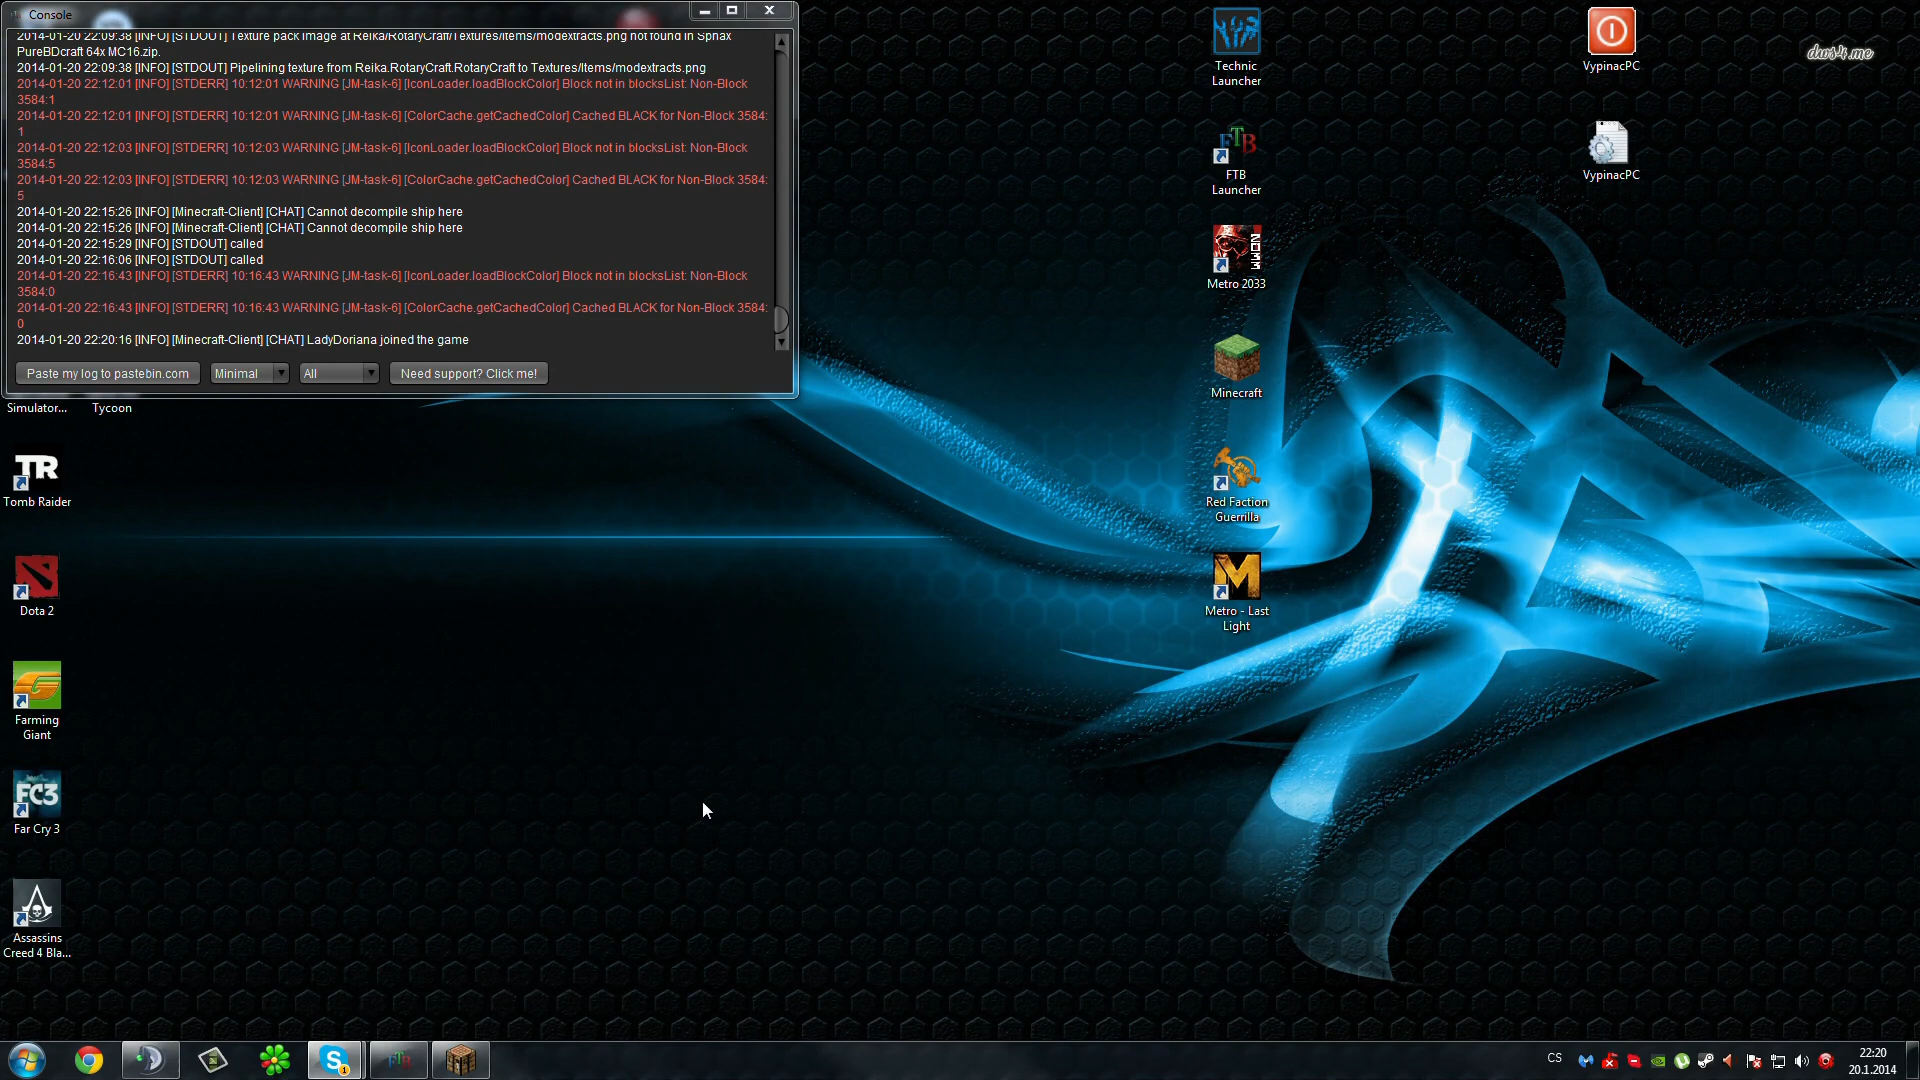 Console
2014-01-20 22:09:38 [INFO] [STDOUT] Texture pack image at Reika/RotaryCraft/Textures/Items/modextracts.png not found in Sphax
PureBDcraft 64x MC16.zip.
2014-01-20 22:09:38 [INFO] [STDOUT] Pipelining texture from Reika.RotaryCraft.RotaryCraft to Textures/Items/modextracts.png
2014-01-20 22:12:01 [INFO] [STDERR] 10:12:01 WARNING [JM-task-6] [IconLoader.loadBlockColor] Block not in blocksList: Non-Block
3584:1
2014-01-20 22:12:01 [INFO] [STDERR] 10:12:01 WARNING [JM-task-6] [ColorCache.getCachedColor] Cached BLACK for Non-Block 3584:
1
2014-01-20 22:12:03 [INFO] [STDERR] 10:12:03 WARNING [JM-task-6] [IconLoader.loadBlockColor] Block not in blocksList: Non-Block
3584:5
2014-01-20 22:12:03 [INFO] [STDERR] 10:12:03 WARNING [JM-task-6] [ColorCache.getCachedColor] Cached BLACK for Non-Block 3584:
5
2014-01-20 22:15:26 [INFO] [Minecraft-Client] [CHAT] Cannot decompile ship here
2014-01-20 22:15:26 [INFO] [Minecraft-Client] [CHAT] Cannot decompile ship here
2014-01-20 22:15:29 [INFO] [STDOUT] called
2014-01-20 22:16:06 [INFO] [STDOUT] called
2014-01-20 22:16:43 [INFO] [STDERR] 10:16:43 WARNING [JM-task-6] [IconLoader.loadBlockColor] Block not in blocksList: Non-Block
3584:0
2014-01-20 22:16:43 [INFO] [STDERR] 10:16:43 WARNING [JM-task-6] [ColorCache.getCachedColor] Cached BLACK for Non-Block 3584:
0
2014-01-20 22:20:16 [INFO] [Minecraft-Client] [CHAT] LadyDoriana joined the game
Paste my log to pastebin.com
Minimal
All
Need support? Click me!
Simulator...
Tycoon
TR
Tomb Raider
Dota 2
Farming
Giant
FC3
Far Cry 3
Assassins
Creed 4 Bla...
Technic
Launcher
FTB
FTB
Launcher
Metro 2033
Minecraft
Red Faction
Guerrilla
M
Metro - Last
Light
VypinacPC
VypinacPC
dws4.me
S
1
FTB
CS
22:20
20.1.2014